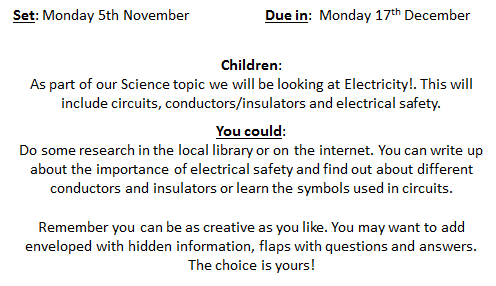 Set: Monday 5th November Due in: Monday 17th December
Children:
As part of our Science topic we will be looking at Electricity!. This will
include circuits, conductors/insulators and electrical safety.
You could:
Do some research in the local library or on the internet. You can write up
about the importance of electrical safety and find out about different
conductors and insulators or learn the symbols used in circuits.
Remember you can be as creative as you like. You may want to add
enveloped with hidden information, flaps with questions and answers.
The choice is yours!